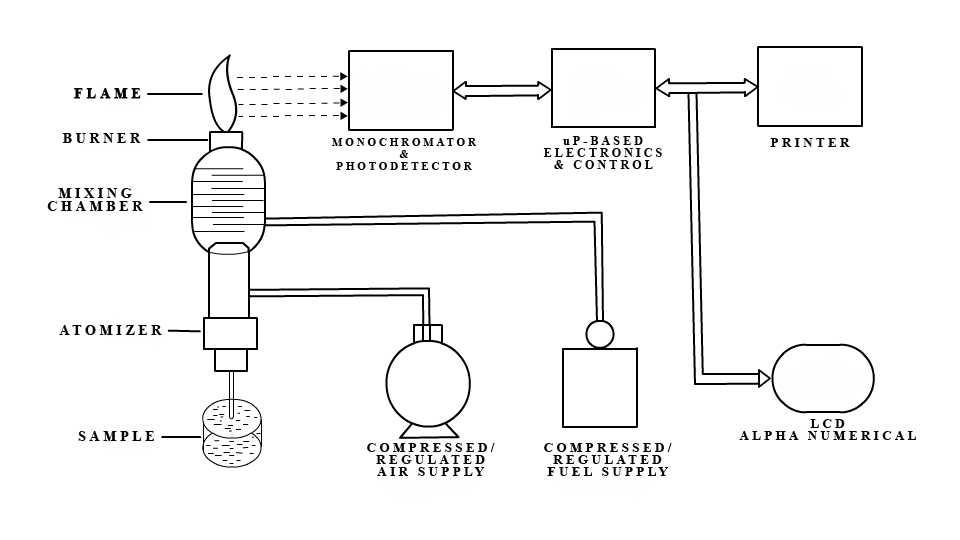 FLAME
BURNER
MIXING
CHAMBER
ATOMIZER
SAMPLE
MONOCHROMATOR
&
PHOTODETECTOR
uP-BASED
ELECTRONICS
& CONTROL
PRINTER
COMPRESSED/
REGULATED
AIR SUPPLY
COMPRESSED/
REGULATED
FUEL SUPPLY
LCD
ALPHA NUMERICAL